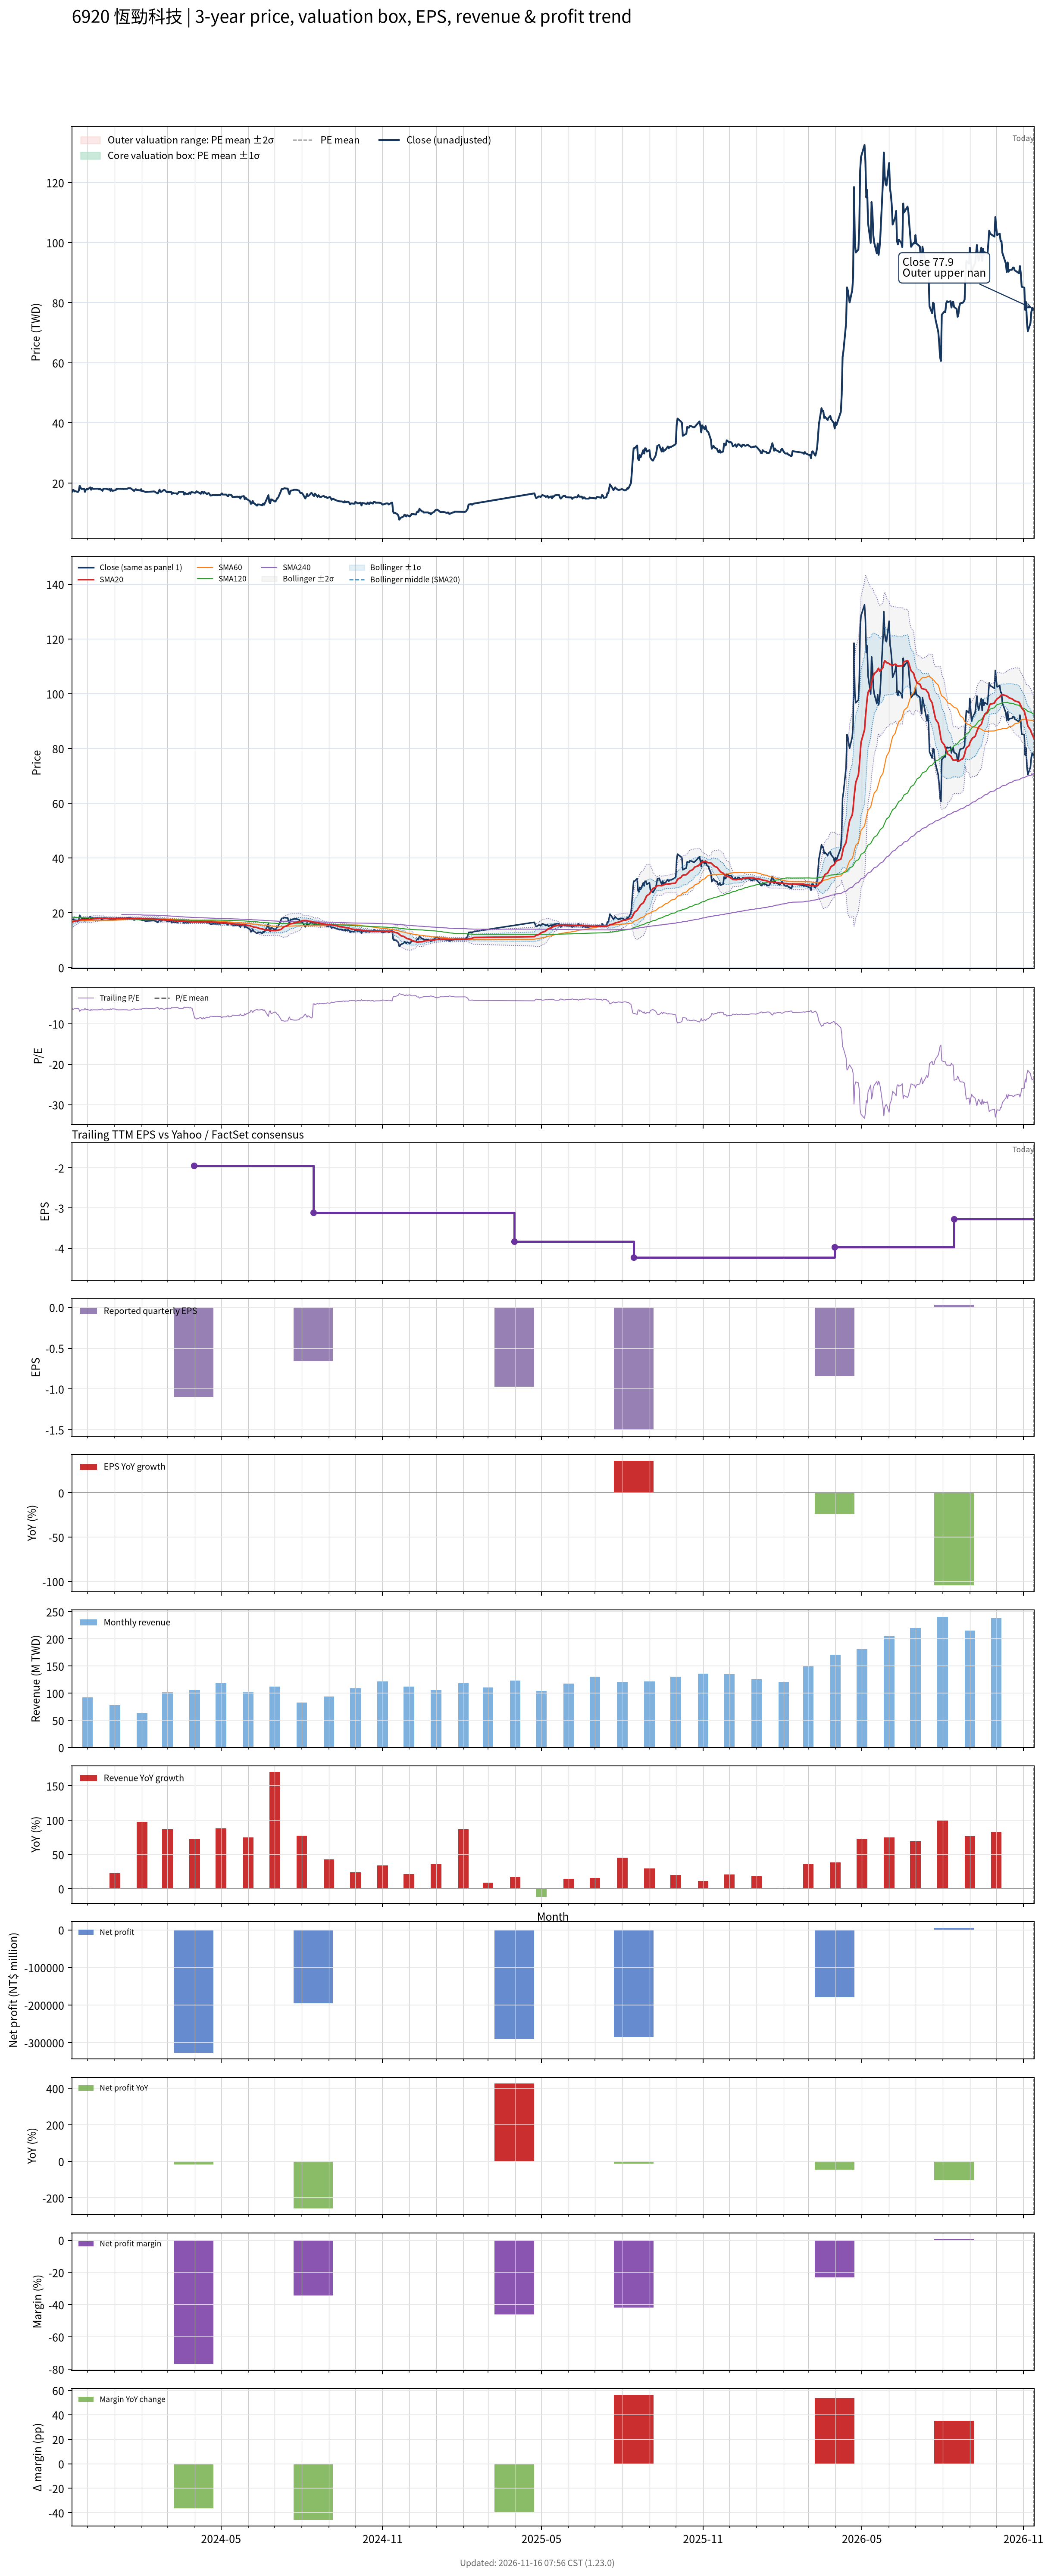 6920 恆勁科技 | 3-year price, valuation box, EPS, revenue & profit trend
Outer valuation range: PE mean ±2σ
PE mean
Close (unadjusted)
Core valuation box: PE mean ±1σ
Today
Close 77.9
Outer upper nan
Price (TWD)
120
100
80
60
40
20
Close (same as panel 1)
SMA20
SMA60
SMA120
SMA240
Bollinger ±2σ
Bollinger ±1σ
Bollinger middle (SMA20)
Price
140
120
100
80
60
40
20
0
Trailing P/E
P/E mean
P/E
-10
-20
-30
Trailing TTM EPS vs Yahoo / FactSet consensus
Today
EPS
-2
-3
-4
Reported quarterly EPS
EPS
0.0
-0.5
-1.0
-1.5
EPS YoY growth
YoY (%)
0
-50
-100
Monthly revenue
Revenue (M TWD)
250
200
150
100
50
0
Revenue YoY growth
YoY (%)
150
100
50
0
Month
Net profit
Net profit (NT$ million)
0
-100000
-200000
-300000
Net profit YoY
YoY (%)
400
200
0
-200
Net profit margin
Margin (%)
0
-20
-40
-60
-80
Margin YoY change
Δ margin (pp)
60
40
20
0
-20
-40
2024-05
2024-11
2025-05
2025-11
2026-05
2026-11
Updated: 2026-11-16 07:56 CST (1.23.0)